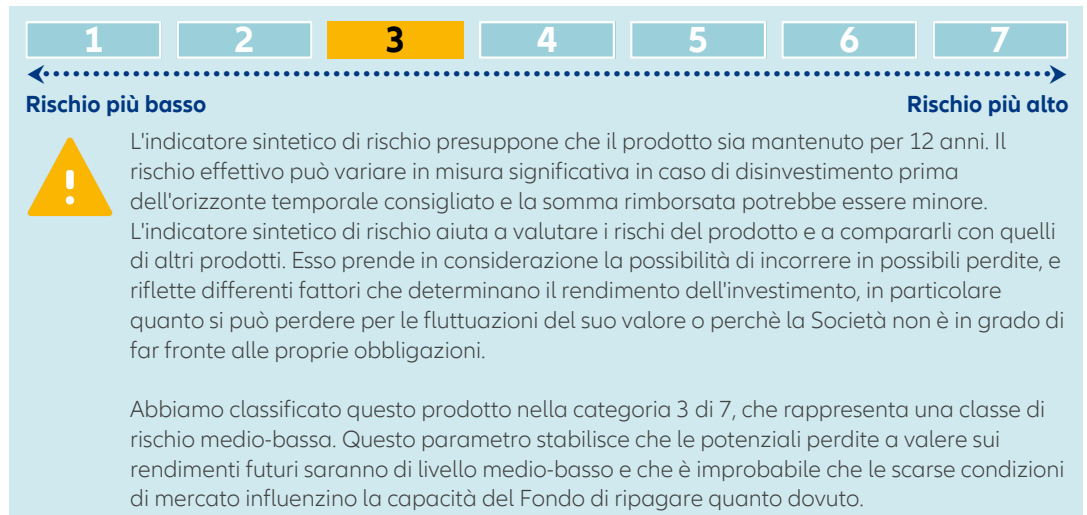 1 2 3 4 5 6 7
Rischio più basso Rischio più alto
!
L'indicatore sintetico di rischio presuppone che il prodotto sia mantenuto per 12 anni. Il
rischio effettivo può variare in misura significativa in caso di disinvestimento prima
dell'orizzonte temporale consigliato e la somma rimborsata potrebbe essere minore.
L'indicatore sintetico di rischio aiuta a valutare i rischi del prodotto e a compararli con quelli
di altri prodotti. Esso prende in considerazione la possibilità di incorrere in possibili perdite, e
riflette differenti fattori che determinano il rendimento dell'investimento, in particolare
quanto si può perdere per le fluttuazioni del suo valore o perchè la Società non è in grado di
far fronte alle proprie obbligazioni.
Abbiamo classificato questo prodotto nella categoria 3 di 7, che rappresenta una classe di
rischio medio-bassa. Questo parametro stabilisce che le potenziali perdite a valere sui
rendimenti futuri saranno di livello medio-basso e che è improbabile che le scarse condizioni
di mercato influenzino la capacità del Fondo di ripagare quanto dovuto.